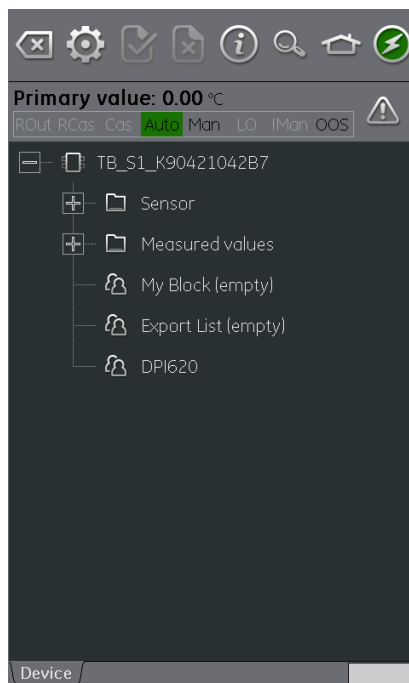 Primary value: 0.00 °C
ROut RCas Cas Auto Man LO IMan OOS
TB_S1_K90421042B7
Sensor
Measured values
My Block (empty)
Export List (empty)
DPI620
Device